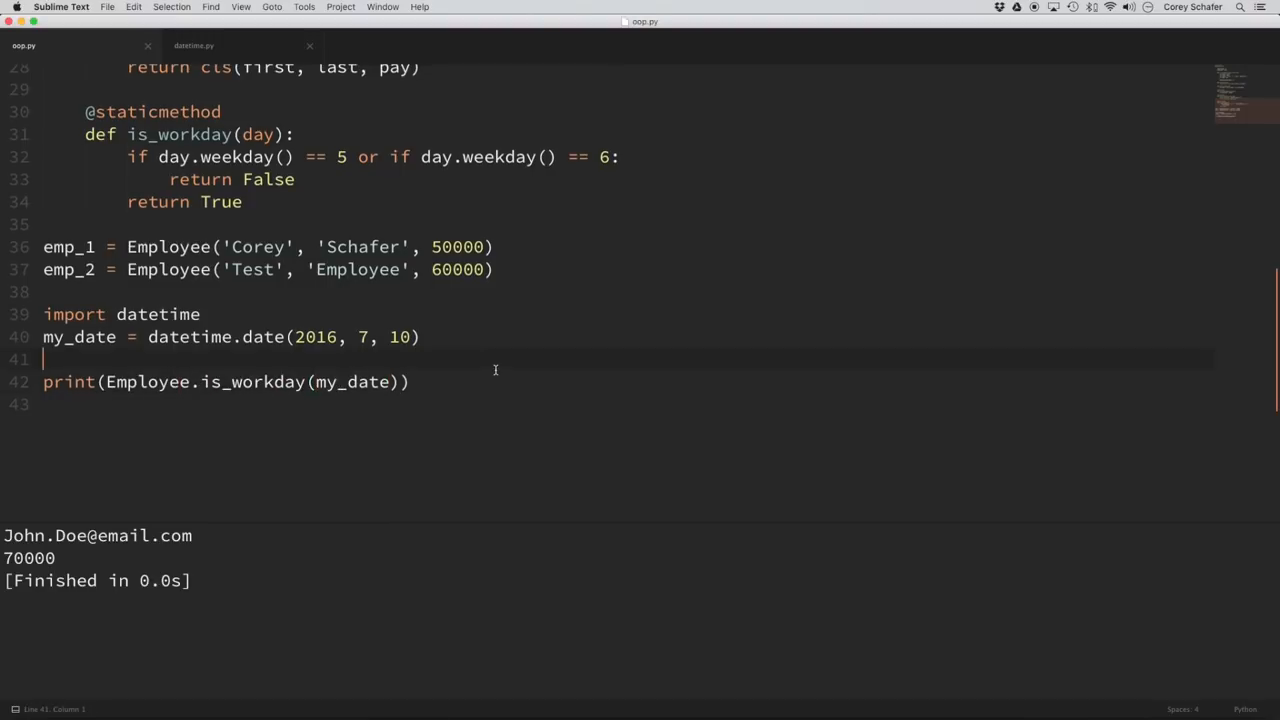 Sublime Text File Edit Selection Find View Goto Tools Project Window Help Corey Schafer
oop.py
oop.py datetime.py
28 return cls(first, last, pay)
29
30 @staticmethod
31 def is_workday(day):
32 if day.weekday() == 5 or if day.weekday() == 6:
33 return False
34 return True
35
36 emp_1 = Employee('Corey', 'Schafer', 50000)
37 emp_2 = Employee('Test', 'Employee', 60000)
38
39 import datetime
40 my_date = datetime.date(2016, 7, 10)
41
42 print(Employee.is_workday(my_date))
43
John.Doe@email.com
70000
[Finished in 0.0s]
Line 41, Column 1 Spaces: 4 Python